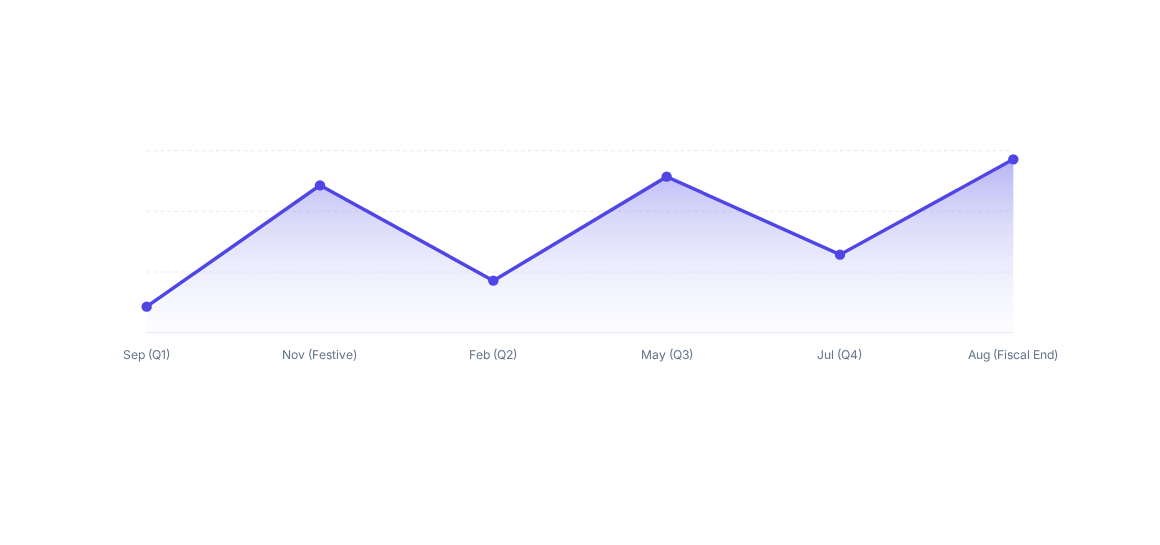 Sep (Q1)
Nov (Festive)
Feb (Q2)
May (Q3)
Jul (Q4)
Aug (Fiscal End)